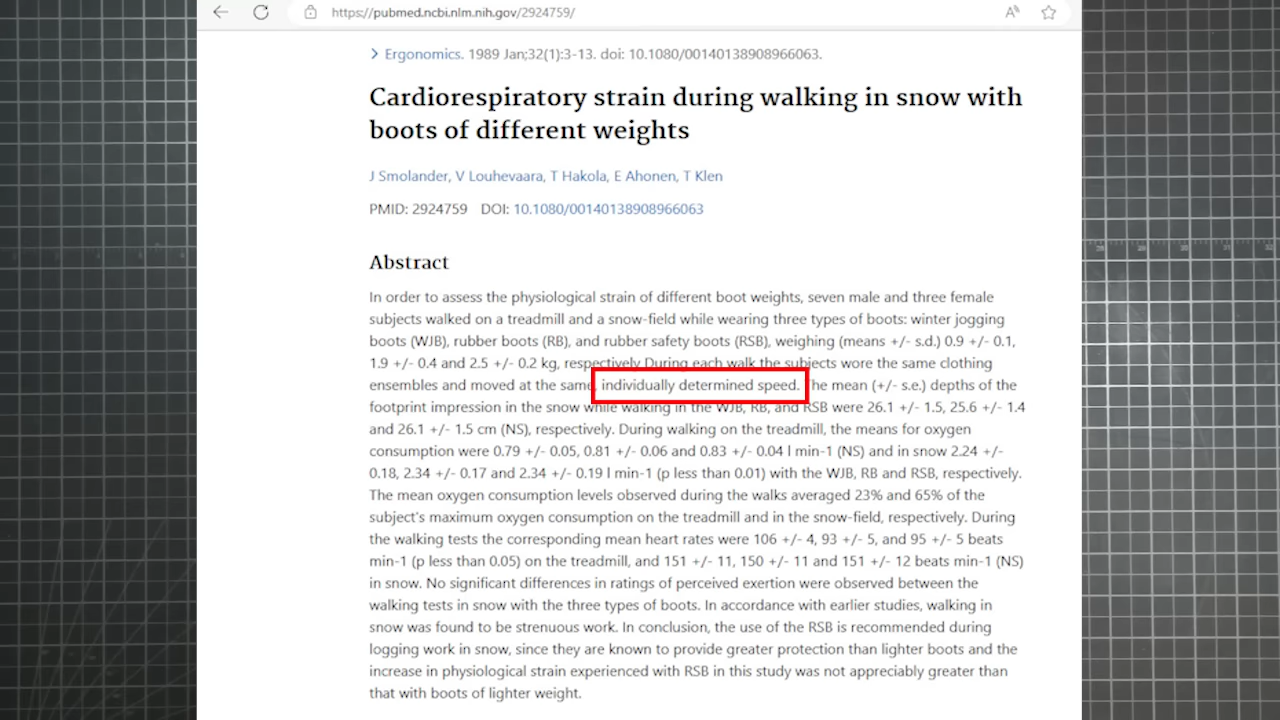 https://pubmed.ncbi.nlm.nih.gov/2924759/
> Ergonomics. 1989 Jan;32(1):3-13. doi: 10.1080/00140138908966063.
Cardiorespiratory strain during walking in snow with
boots of different weights
J Smolander, V Louhevaara, T Hakola, E Ahonen, T Klen
PMID: 2924759 DOI: 10.1080/00140138908966063
Abstract
In order to assess the physiological strain of different boot weights, seven male and three female
subjects walked on a treadmill and a snow-field while wearing three types of boots: winter jogging
boots (WJB), rubber boots (RB), and rubber safety boots (RSB), weighing (means +/- s.d.) 0.9 +/- 0.1,
1.9 +/- 0.4 and 2.5 +/- 0.2 kg, respectively. During each walk the subjects wore the same clothing
ensembles and moved at the same, individually determined speed. The mean (+/- s.e.) depths of the
footprint impression in the snow while walking in the WJB, RB, and RSB were 26.1 +/- 1.5, 25.6 +/- 1.4
and 26.1 +/- 1.5 cm (NS), respectively. During walking on the treadmill, the means for oxygen
consumption were 0.79 +/- 0.05, 0.81 +/- 0.06 and 0.83 +/- 0.04 l min-1 (NS) and in snow 2.24 +/-
0.18, 2.34 +/- 0.17 and 2.34 +/- 0.19 l min-1 (p less than 0.01) with the WJB, RB and RSB, respectively.
The mean oxygen consumption levels observed during the walks averaged 23% and 65% of the
subject's maximum oxygen consumption on the treadmill and in the snow-field, respectively. During
the walking tests the corresponding mean heart rates were 106 +/- 4, 93 +/- 5, and 95 +/- 5 beats
min-1 (p less than 0.05) on the treadmill, and 151 +/- 11, 150 +/- 11 and 151 +/- 12 beats min-1 (NS)
in snow. No significant differences in ratings of perceived exertion were observed between the
walking tests in snow with the three types of boots. In accordance with earlier studies, walking in
snow was found to be strenuous work. In conclusion, the use of the RSB is recommended during
logging work in snow, since they are known to provide greater protection than lighter boots and the
increase in physiological strain experienced with RSB in this study was not appreciably greater than
that with boots of lighter weight.